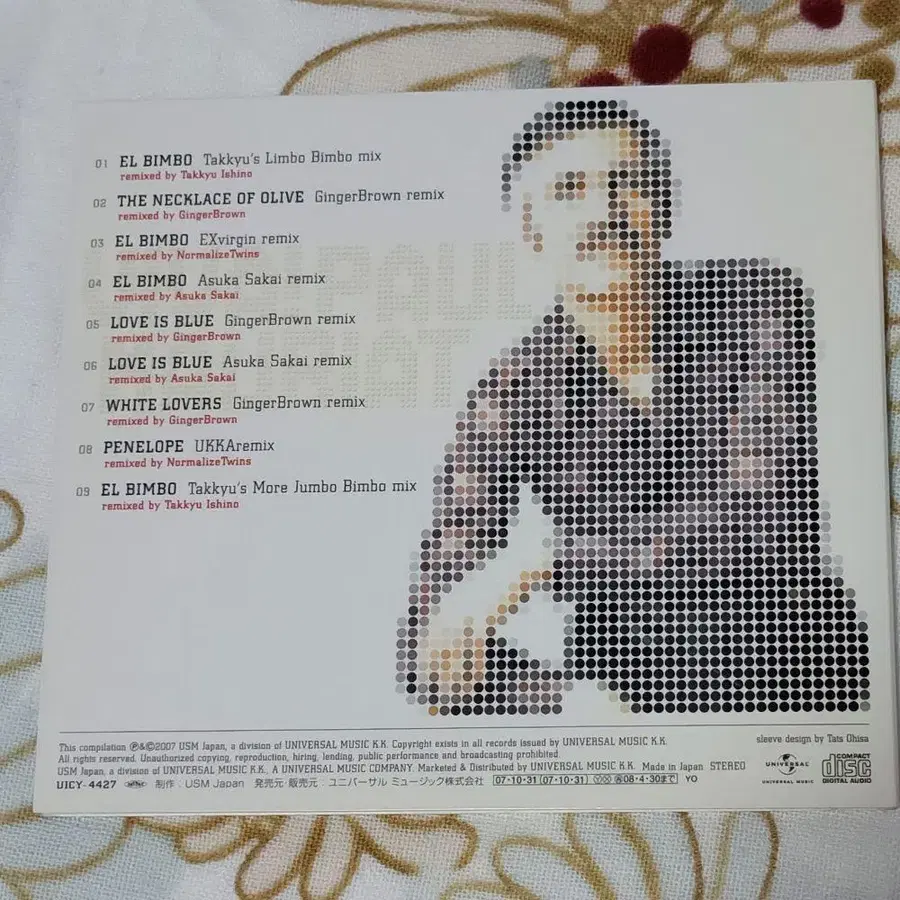 01 EL BIMBO Takkyu's Limbo Bimbo mix
remixed by Takkyu Ishino
02 THE NECKLACE OF OLIVE GingerBrown remix
remixed by GingerBrown
03 EL BIMBO EXvirgin remix
remixed by NormalizeTwins
04 EL BIMBO Asuka Sakai remix
remixed by Asuka Sakai
05 LOVE IS BLUE GingerBrown remix
remixed by GingerBrown
06 LOVE IS BLUE Asuka Sakai remix
remixed by Asuka Sakai
07 WHITE LOVERS GingerBrown remix
remixed by GingerBrown
08 PENELOPE UKKAremix
remixed by NormalizeTwins
09 EL BIMBO Takkyu's More Jumbo Bimbo mix
remixed by Takkyu Ishino
PAUL
This compilation Ⓟ&©2007 USM Japan, a division of UNIVERSAL MUSIC K.K. Copyright exists in all records issued by UNIVERSAL MUSIC K.K.
sleeve design by Tats Ohisa
All rights reserved. Unauthorized copying, reproduction, hiring, lending, public performance and broadcasting prohibited.
USM Japan, a division of UNIVERSAL MUSIC K.K., A UNIVERSAL MUSIC COMPANY. Marketed & Distributed by UNIVERSAL MUSIC K.K. Made in Japan STEREO
UICY-4427 制作：USM Japan 発売元・販売元：ユニバーサル ミュージック株式会社 07・10・31 (07・10・31) 08・4・30まで YO
UNIVERSAL
UNIVERSAL MUSIC
COMPACT
disc
DIGITAL AUDIO